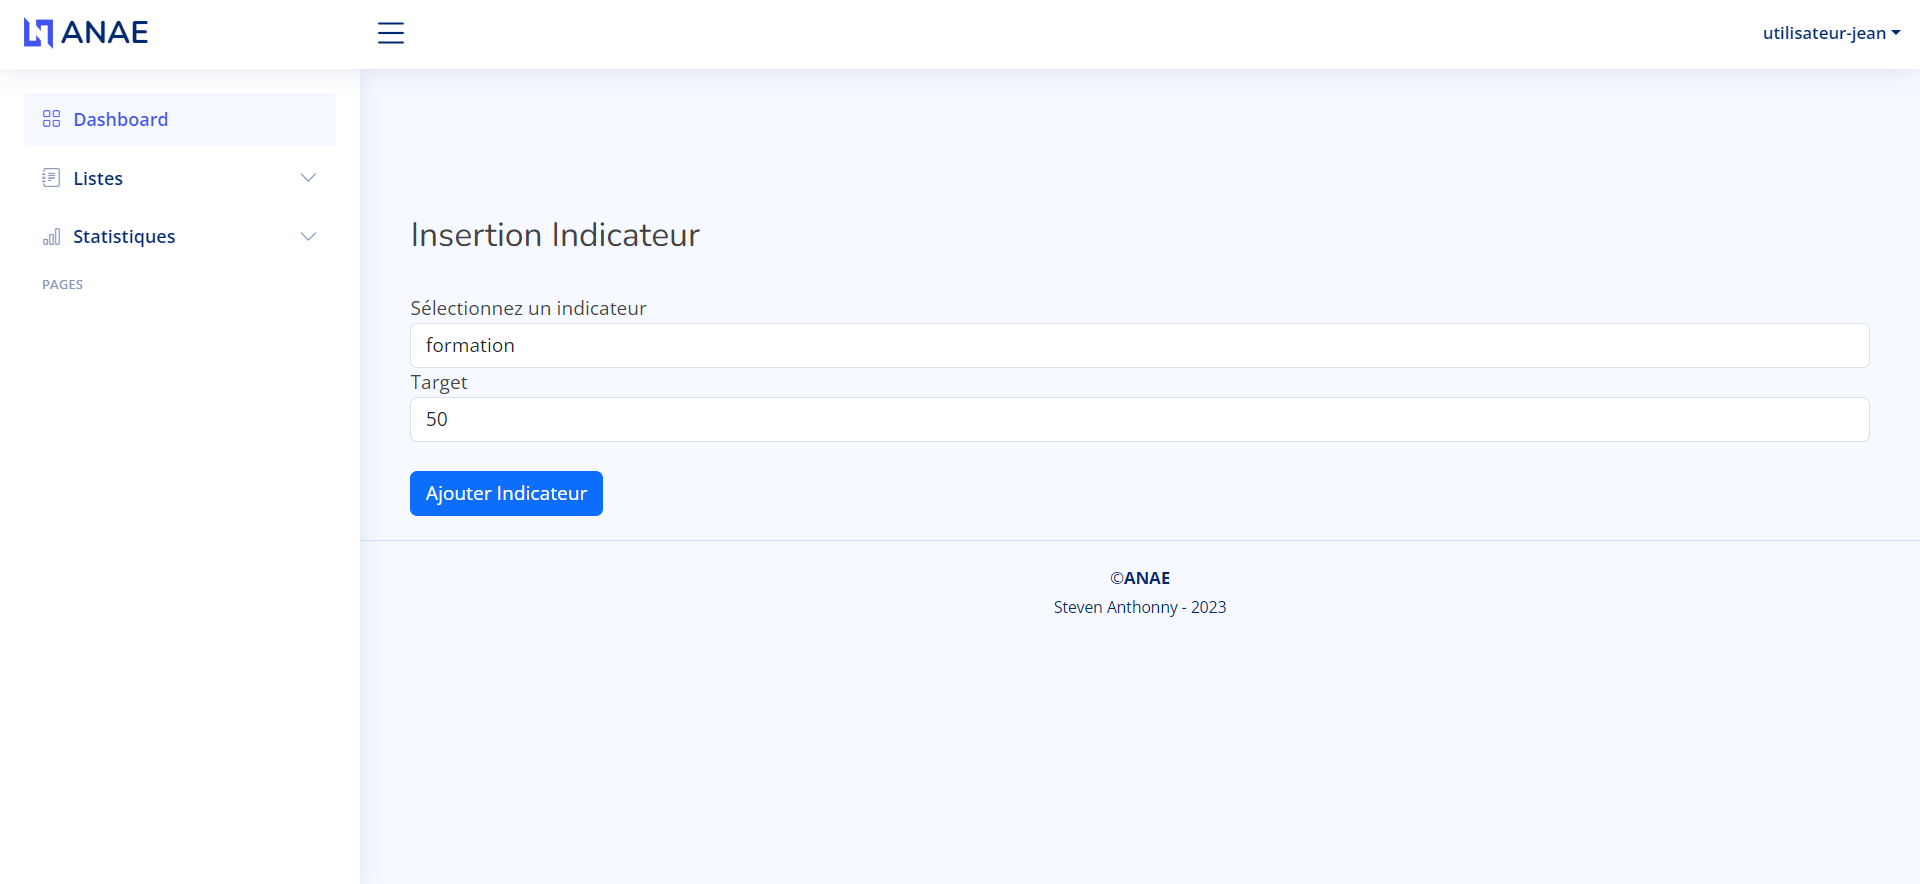 ANAE
utilisateur-jean
Dashboard
Listes
Statistiques
PAGES
Insertion Indicateur
Sélectionnez un indicateur
formation
Target
50
Ajouter Indicateur
©ANAE
Steven Anthonny - 2023